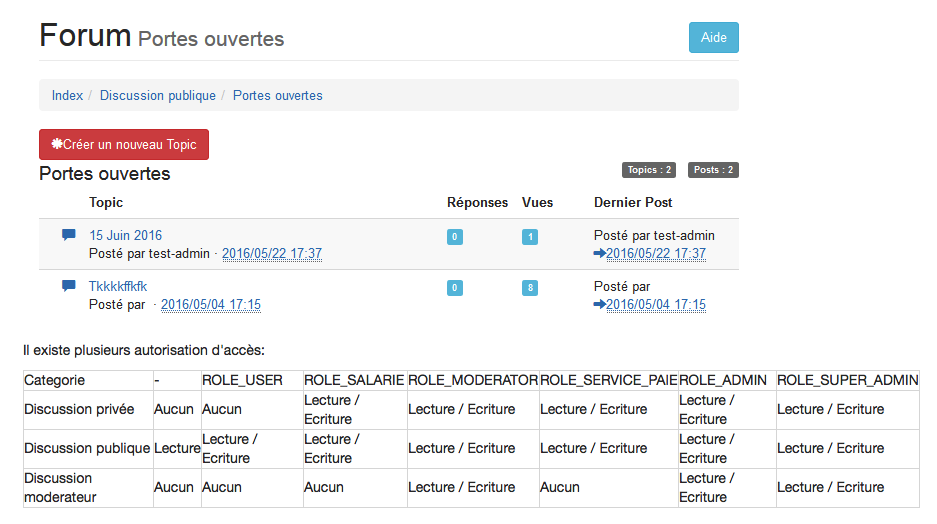 Forum Portes ouvertes
Aide
Index / Discussion publique / Portes ouvertes
Créer un nouveau Topic
Portes ouvertes
Topics : 2 Posts : 2
Topic Réponses Vues Dernier Post
15 Juin 2016 0 1 Posté par test-admin
Posté par test-admin · 2016/05/22 17:37 2016/05/22 17:37
Tkkkkffkfk 0 8 Posté par
Posté par · 2016/05/04 17:15 2016/05/04 17:15
Il existe plusieurs autorisation d'accès:
Categorie - ROLE_USER ROLE_SALARIE ROLE_MODERATOR ROLE_SERVICE_PAIE ROLE_ADMIN ROLE_SUPER_ADMIN
Discussion privée Aucun Aucun Lecture / Ecriture Lecture / Ecriture Lecture / Ecriture Lecture / Ecriture Lecture / Ecriture
Discussion publique Lecture Lecture / Ecriture Lecture / Ecriture Lecture / Ecriture Lecture / Ecriture Lecture / Ecriture Lecture / Ecriture
Discussion moderateur Aucun Aucun Aucun Lecture / Ecriture Aucun Lecture / Ecriture Lecture / Ecriture